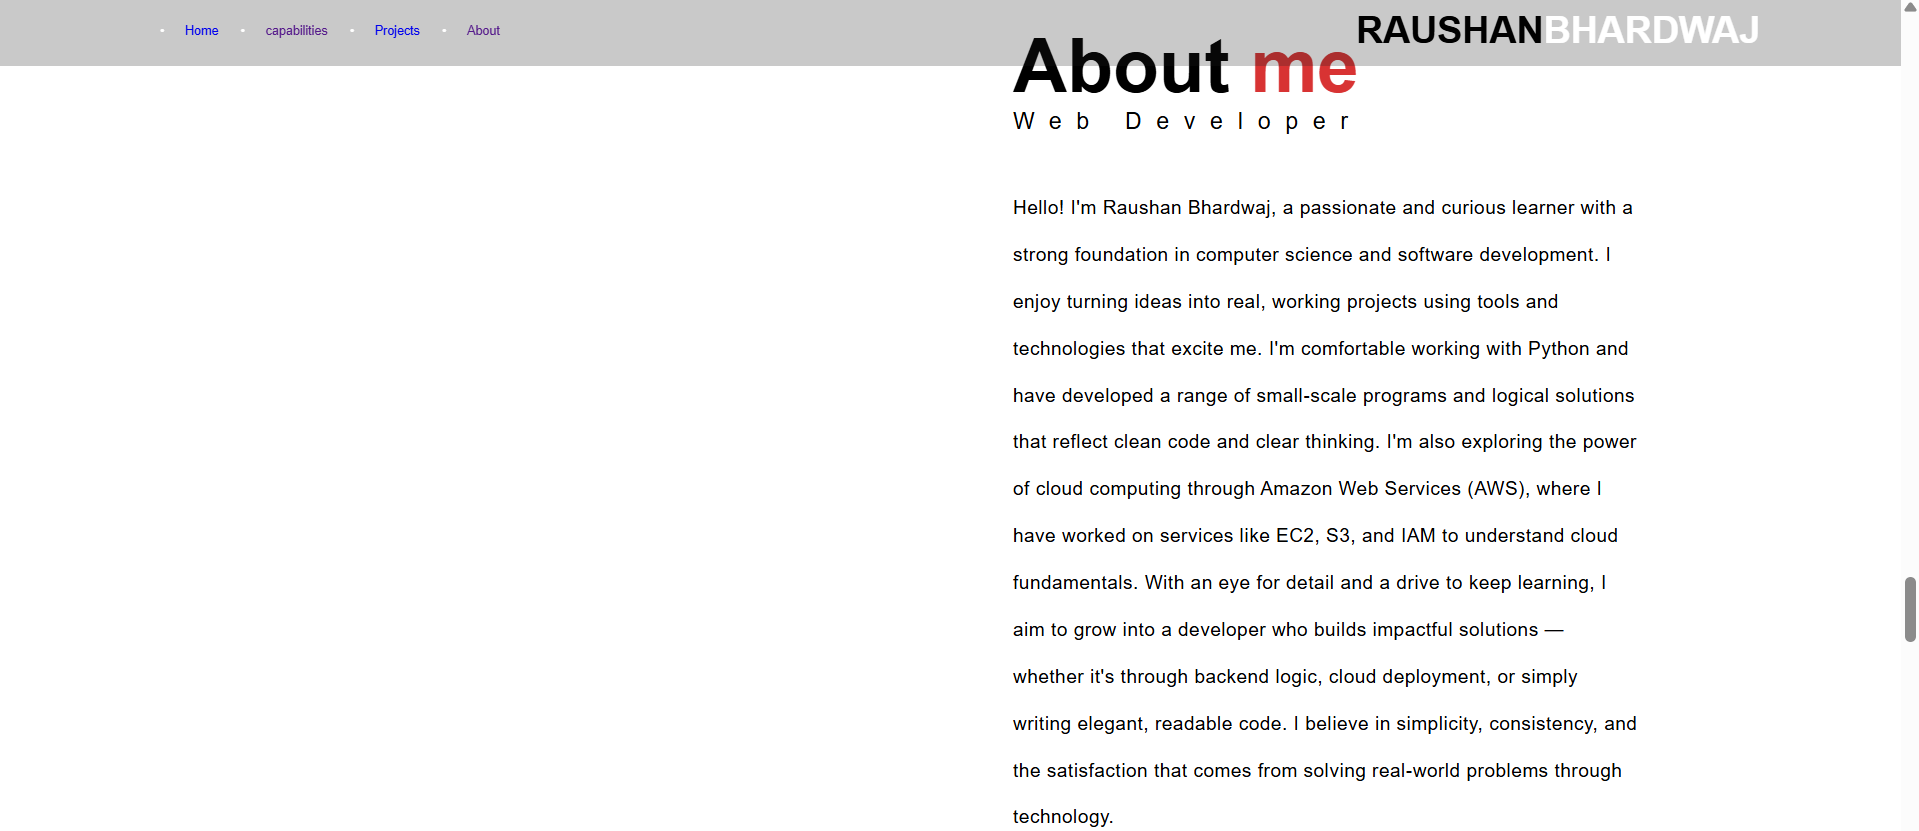 Home capabilities Projects About RAUSHANBHARDWAJ
About me
Web Developer
Hello! I'm Raushan Bhardwaj, a passionate and curious learner with a
strong foundation in computer science and software development. I
enjoy turning ideas into real, working projects using tools and
technologies that excite me. I'm comfortable working with Python and
have developed a range of small-scale programs and logical solutions
that reflect clean code and clear thinking. I'm also exploring the power
of cloud computing through Amazon Web Services (AWS), where I
have worked on services like EC2, S3, and IAM to understand cloud
fundamentals. With an eye for detail and a drive to keep learning, I
aim to grow into a developer who builds impactful solutions —
whether it's through backend logic, cloud deployment, or simply
writing elegant, readable code. I believe in simplicity, consistency, and
the satisfaction that comes from solving real-world problems through
technology.